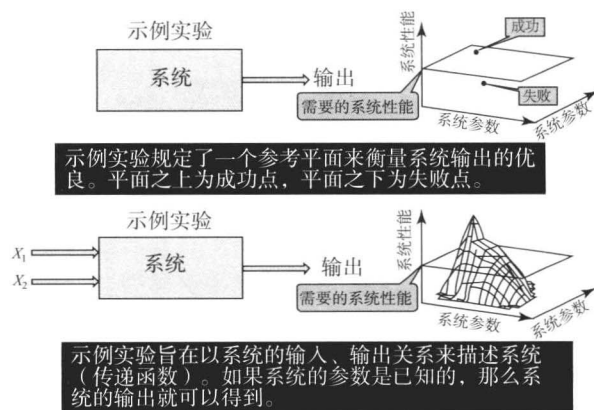 示例实验
系统
输出
系统性能
成功
失败
需要的系统性能
系统参数
系统参数
示例实验规定了一个参考平面来衡量系统输出的优
良。平面之上为成功点，平面之下为失败点。
示例实验
X₁
X₂
系统
输出
系统性能
需要的系统性能
系统参数
系统参数
示例实验旨在以系统的输入、输出关系来描述系统
（传递函数）。如果系统的参数是已知的，那么系
统的输出就可以得到。